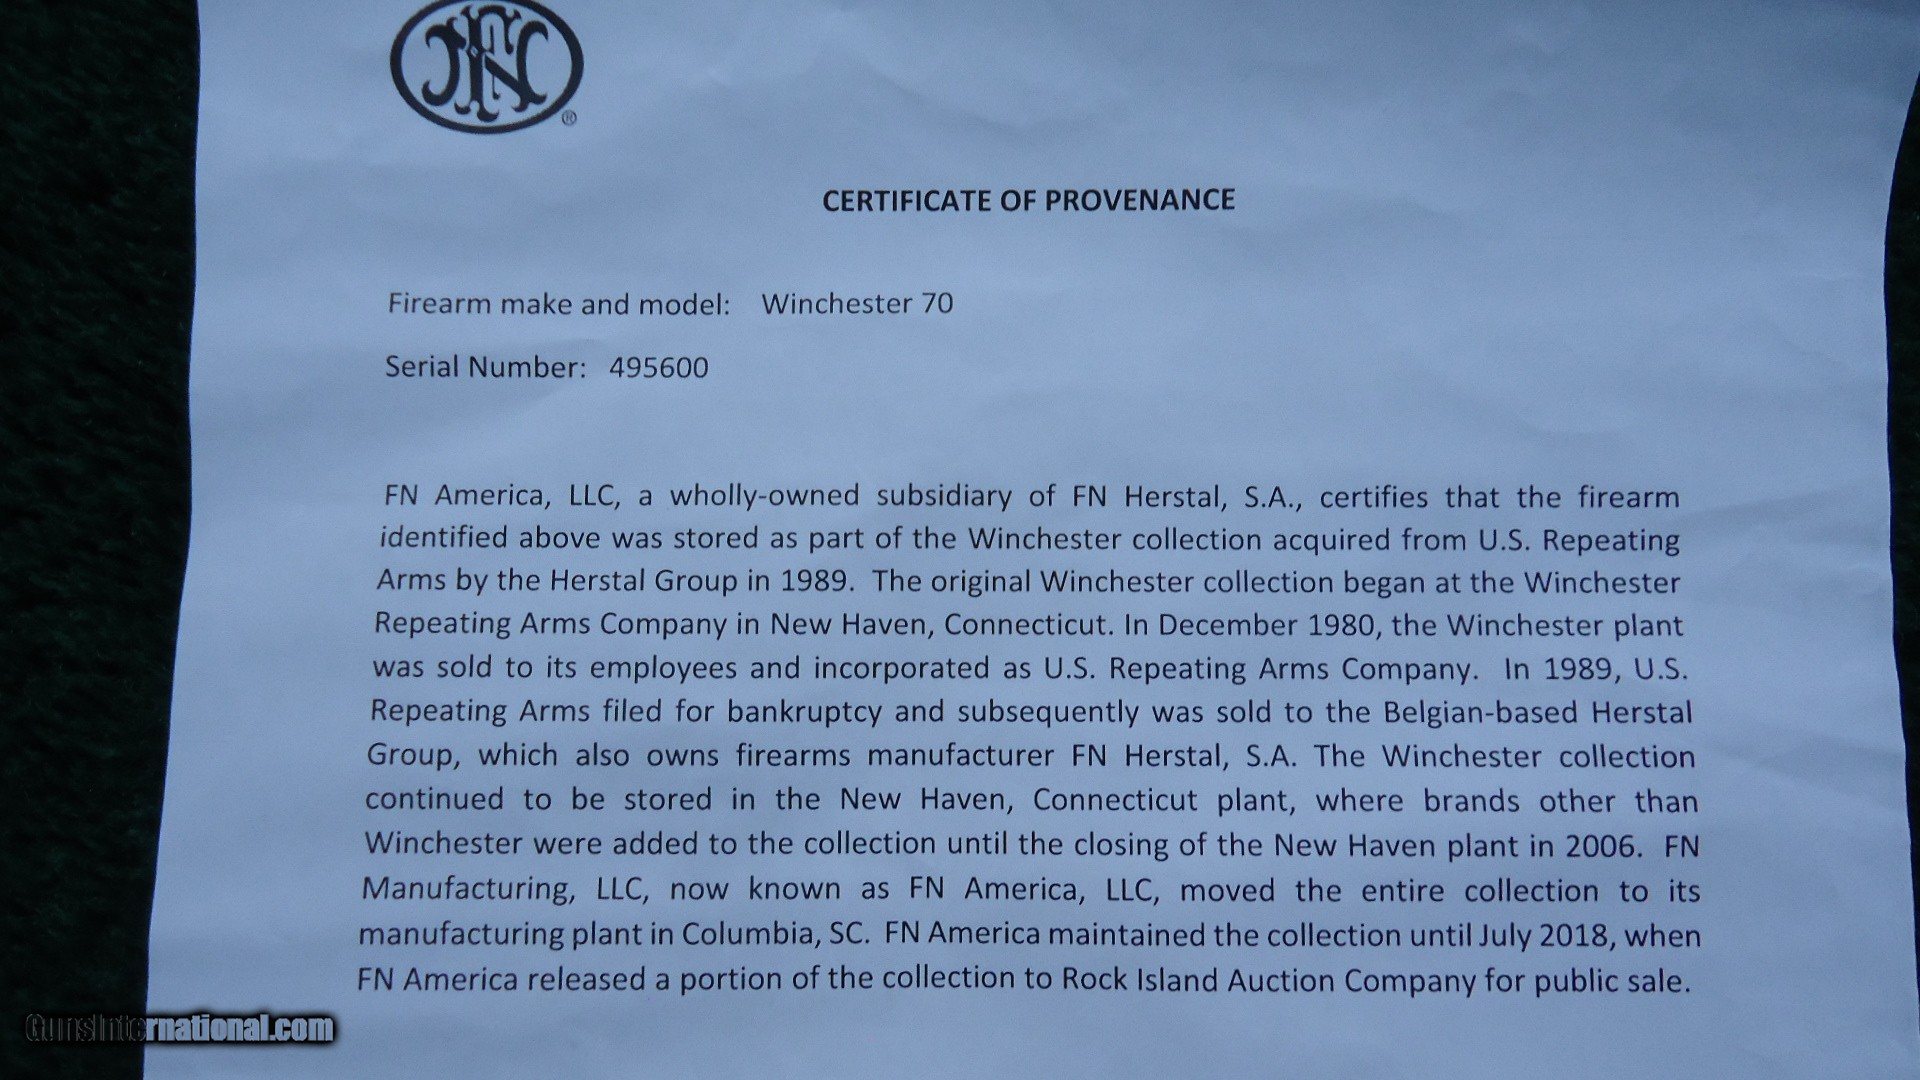 FN
®
CERTIFICATE OF PROVENANCE
Firearm make and model: Winchester 70
Serial Number: 495600
FN America, LLC, a wholly-owned subsidiary of FN Herstal, S.A., certifies that the firearm
identified above was stored as part of the Winchester collection acquired from U.S. Repeating
Arms by the Herstal Group in 1989. The original Winchester collection began at the Winchester
Repeating Arms Company in New Haven, Connecticut. In December 1980, the Winchester plant
was sold to its employees and incorporated as U.S. Repeating Arms Company. In 1989, U.S.
Repeating Arms filed for bankruptcy and subsequently was sold to the Belgian-based Herstal
Group, which also owns firearms manufacturer FN Herstal, S.A. The Winchester collection
continued to be stored in the New Haven, Connecticut plant, where brands other than
Winchester were added to the collection until the closing of the New Haven plant in 2006. FN
Manufacturing, LLC, now known as FN America, LLC, moved the entire collection to its
manufacturing plant in Columbia, SC. FN America maintained the collection until July 2018, when
FN America released a portion of the collection to Rock Island Auction Company for public sale.
GunsInternational.com